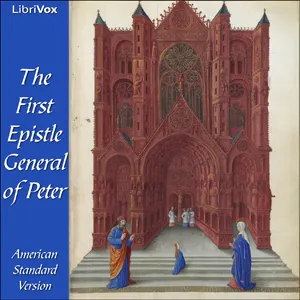 LibriVox
The
First
Epistle
General
of Peter
American
Standard
Version